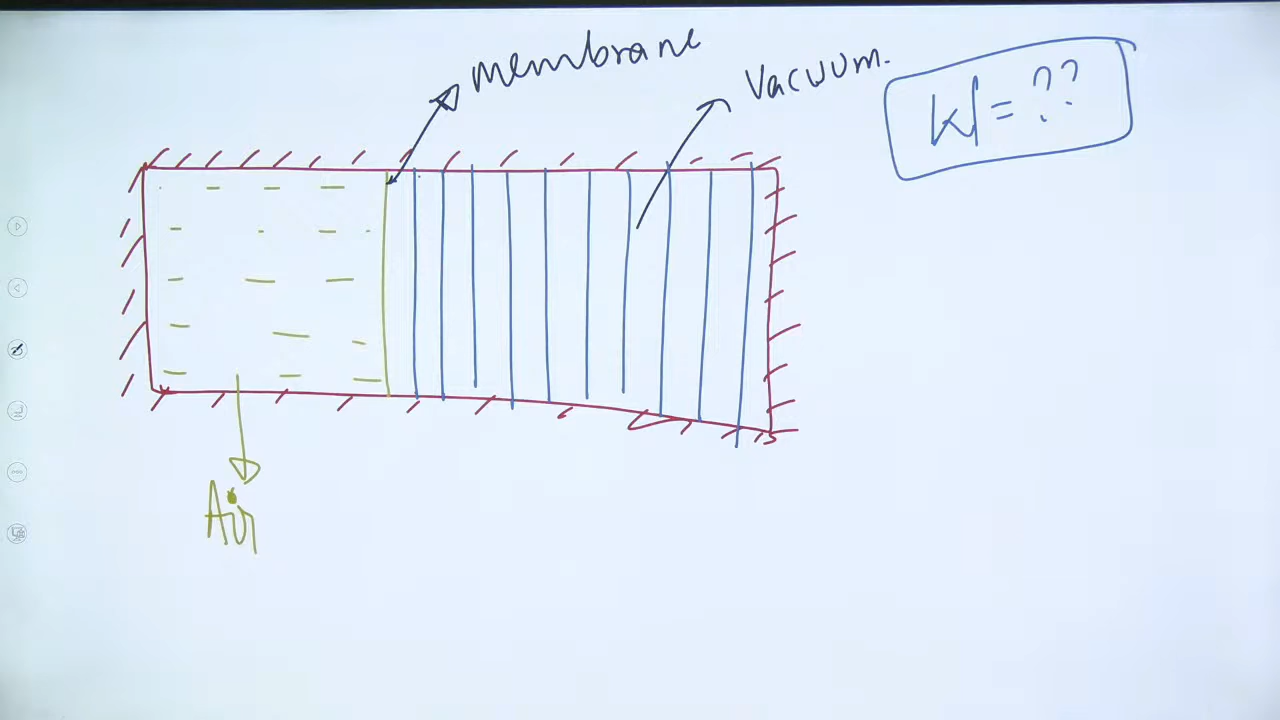 membrane
Vacuum.
W = ??
Air